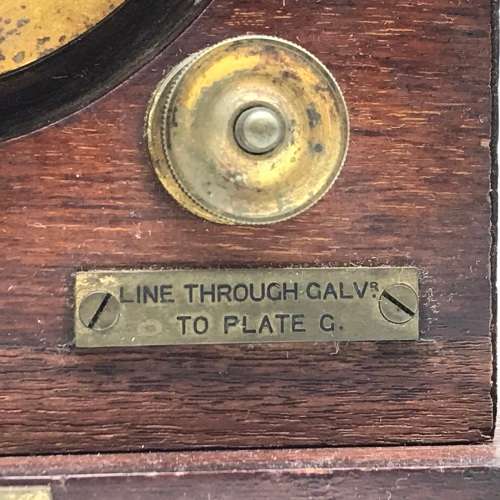 LINE THROUGH GALVR.
TO PLATE G.